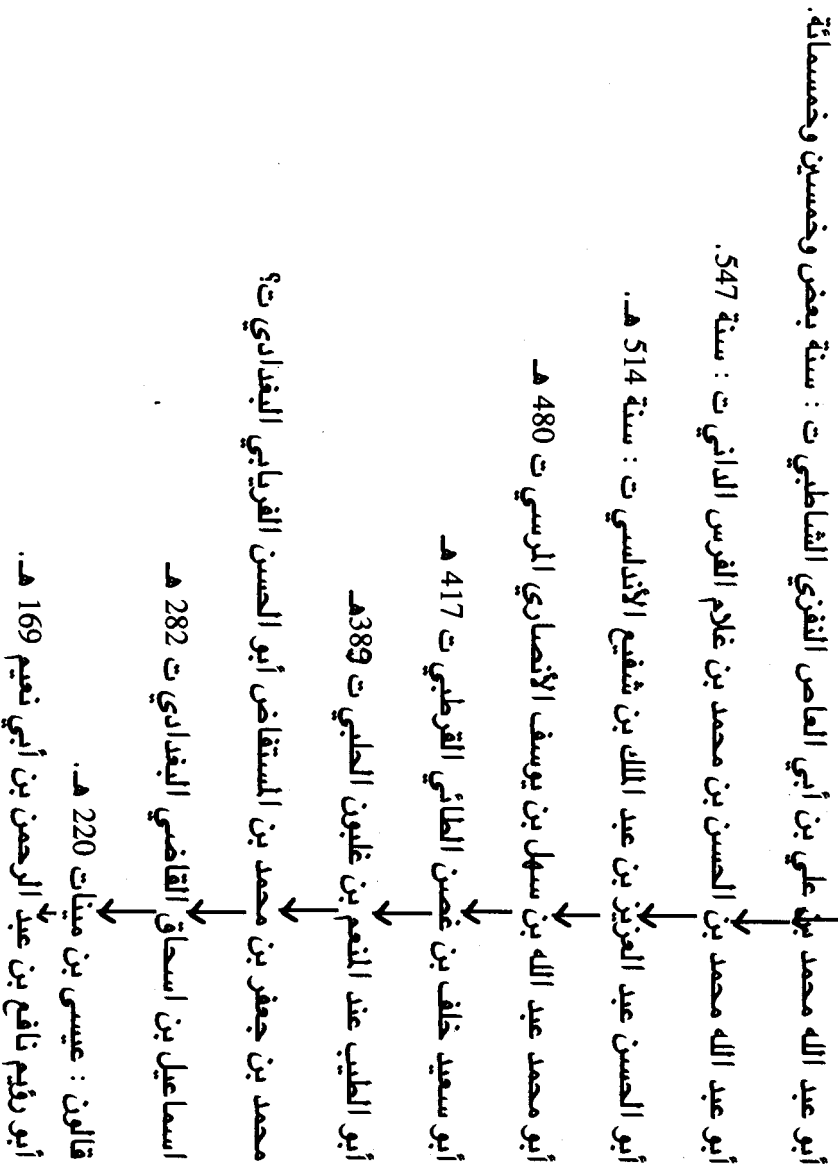 أبو عبد الله محمد بن علي بن أبي العاص النفزي الشاطبي ت : سنة بعض وخمسين وخمسمائة.
أبو عبد الله محمد بن الحسن بن محمد بن غلام الفرس الداني ت : سنة 547.
أبو الحسن عبد العزيز بن عبد الملك بن شفيع الأندلسي ت : سنة 514 هـ.
أبو محمد عبد الله بن سهل بن يوسف الأنصاري المرسي ت 480 هـ
أبو سعيد خلف بن غصن الطائي القرطبي ت 417 هـ
أبو الطيب عند المنعم بن غلبون الحلبي ت 389هـ
محمد بن جعفر بن محمد بن المستفاض أبو الحسن الفريابي البغدادي ت؟
اسماعيل بن اسحاق القاضي البغدادي ت 282 هـ
قالون : عيسى بن مينات 220 هـ.
أبو رؤيم نافع بن عبد الرحمن بن أبي نعيم 169 هـ.